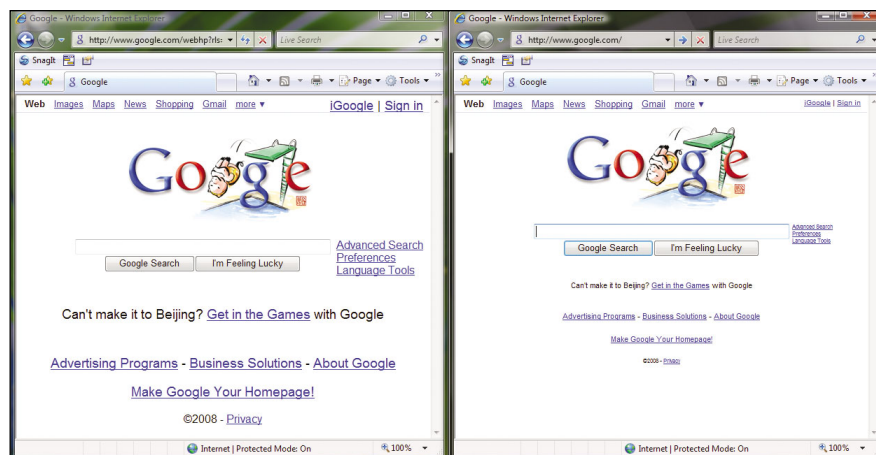 Google - Windows Internet Explorer
http://www.google.com/webhp?rls:
Live Search
SnagIt
Google
Page
Tools
Web Images Maps News Shopping Gmail more
iGoogle | Sign in
Google
Advanced Search
Preferences
Language Tools
Google Search
I'm Feeling Lucky
Can't make it to Beijing? Get in the Games with Google
Advertising Programs - Business Solutions - About Google
Make Google Your Homepage!
©2008 - Privacy
Internet | Protected Mode: On
100%
Google - Windows Internet Explorer
http://www.google.com/
Live Search
SnagIt
Google
Page
Tools
Web Images Maps News Shopping Gmail more
iGoogle | Sign in
Google
Advanced Search
Preferences
Language Tools
Google Search
I'm Feeling Lucky
Can't make it to Beijing? Get in the Games with Google
Advertising Programs - Business Solutions - About Google
Make Google Your Homepage!
©2008 - Privacy
Internet | Protected Mode: On
100%